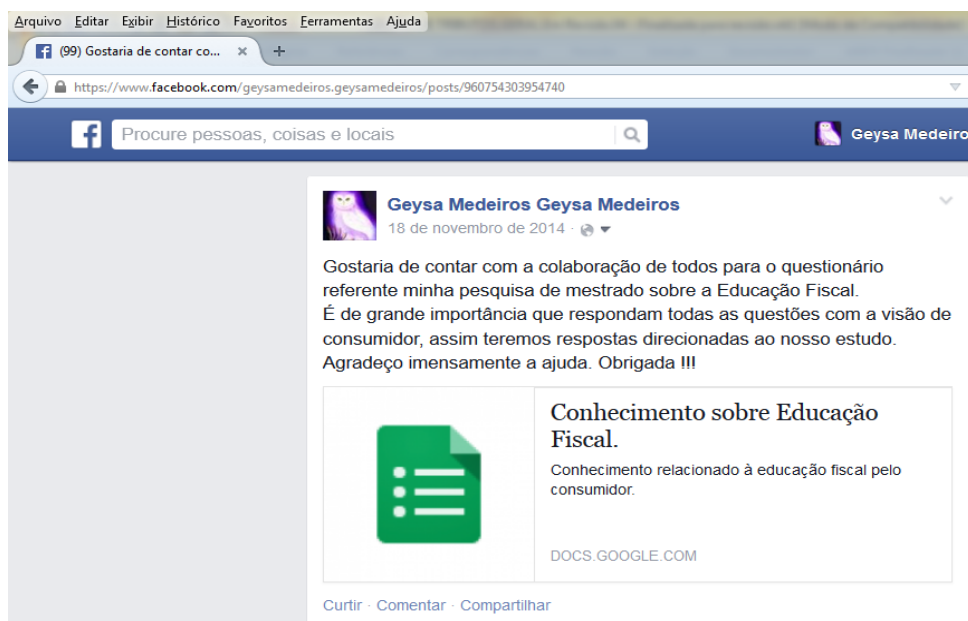 Arquivo Editar Exibir Histórico Favoritos Ferramentas Ajuda
(99) Gostaria de contar co... × +
https://www.facebook.com/geysamedeiros.geysamedeiros/posts/960754303954740
f Procure pessoas, coisas e locais Geysa Medeiro
Geysa Medeiros Geysa Medeiros
18 de novembro de 2014 ·
Gostaria de contar com a colaboração de todos para o questionário
referente minha pesquisa de mestrado sobre a Educação Fiscal.
É de grande importância que respondam todas as questões com a visão de
consumidor, assim teremos respostas direcionadas ao nosso estudo.
Agradeço imensamente a ajuda. Obrigada !!!
Conhecimento sobre Educação
Fiscal.
Conhecimento relacionado à educação fiscal pelo
consumidor.
DOCS.GOOGLE.COM
Curtir · Comentar · Compartilhar